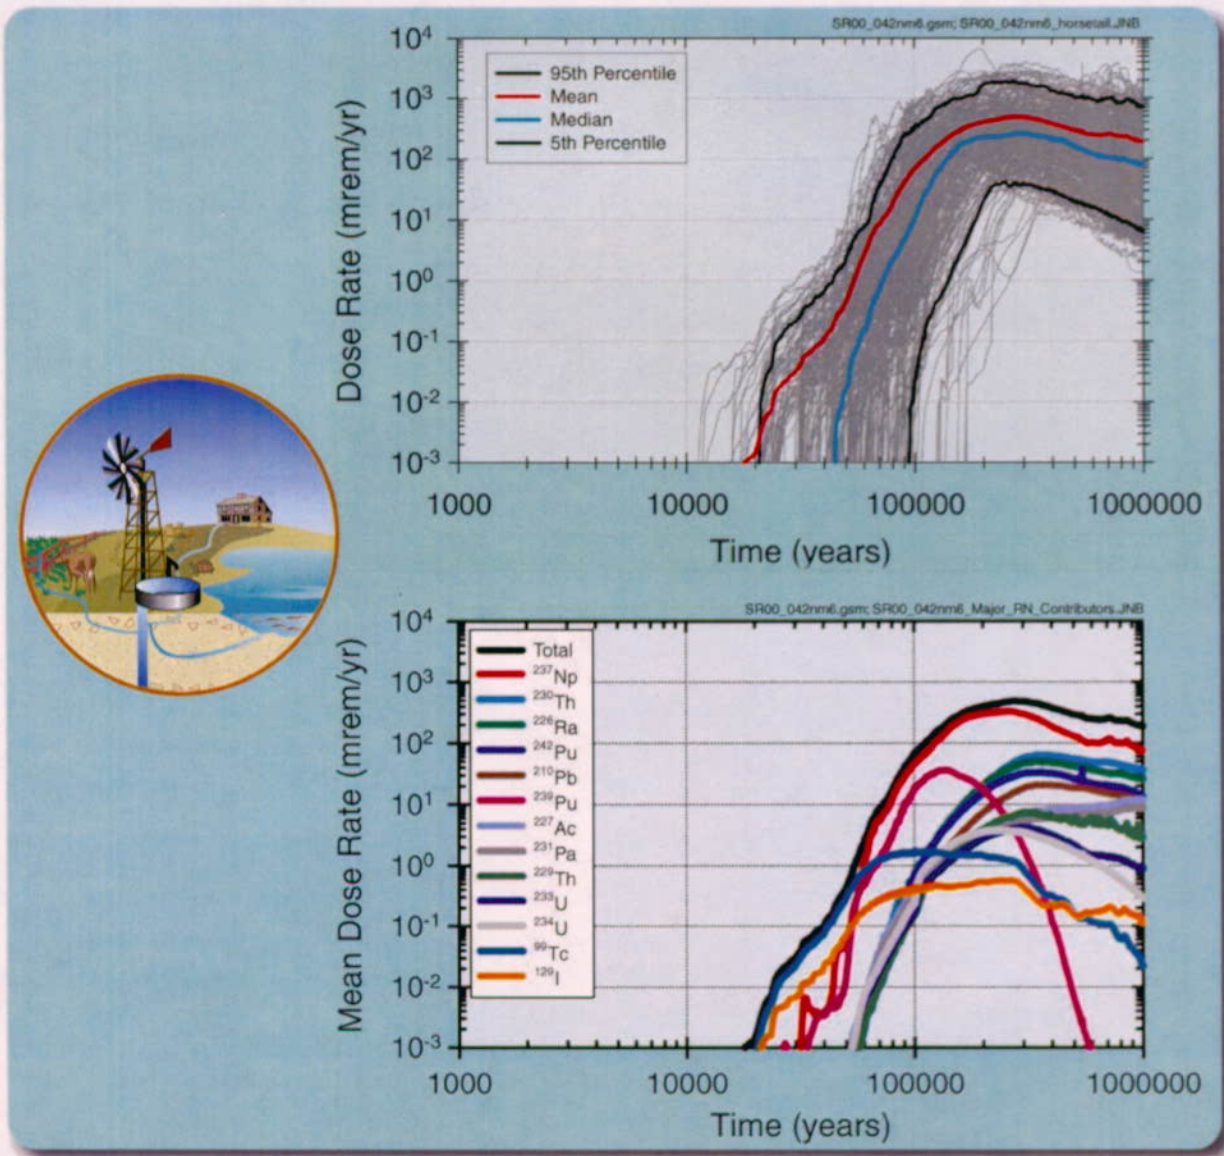 SR00_042nm6.gsm; SR00_042nm6_horsetail.JNB
10⁴
10³
10²
10¹
10⁰
10⁻¹
10⁻²
10⁻³
Dose Rate (mrem/yr)
95th Percentile
Mean
Median
5th Percentile
1000 10000 100000 1000000
Time (years)
SR00_042nm6.gsm; SR00_042nm6_Major_RN_Contributors.JNB
10⁴
10³
10²
10¹
10⁰
10⁻¹
10⁻²
10⁻³
Mean Dose Rate (mrem/yr)
Total
²³⁷Np
²³⁰Th
²²⁶Ra
²⁴²Pu
²¹⁰Pb
²³⁹Pu
²²⁷Ac
²³¹Pa
²²⁹Th
²³³U
²³⁴U
⁹⁹Tc
¹²⁹I
1000 10000 100000 1000000
Time (years)